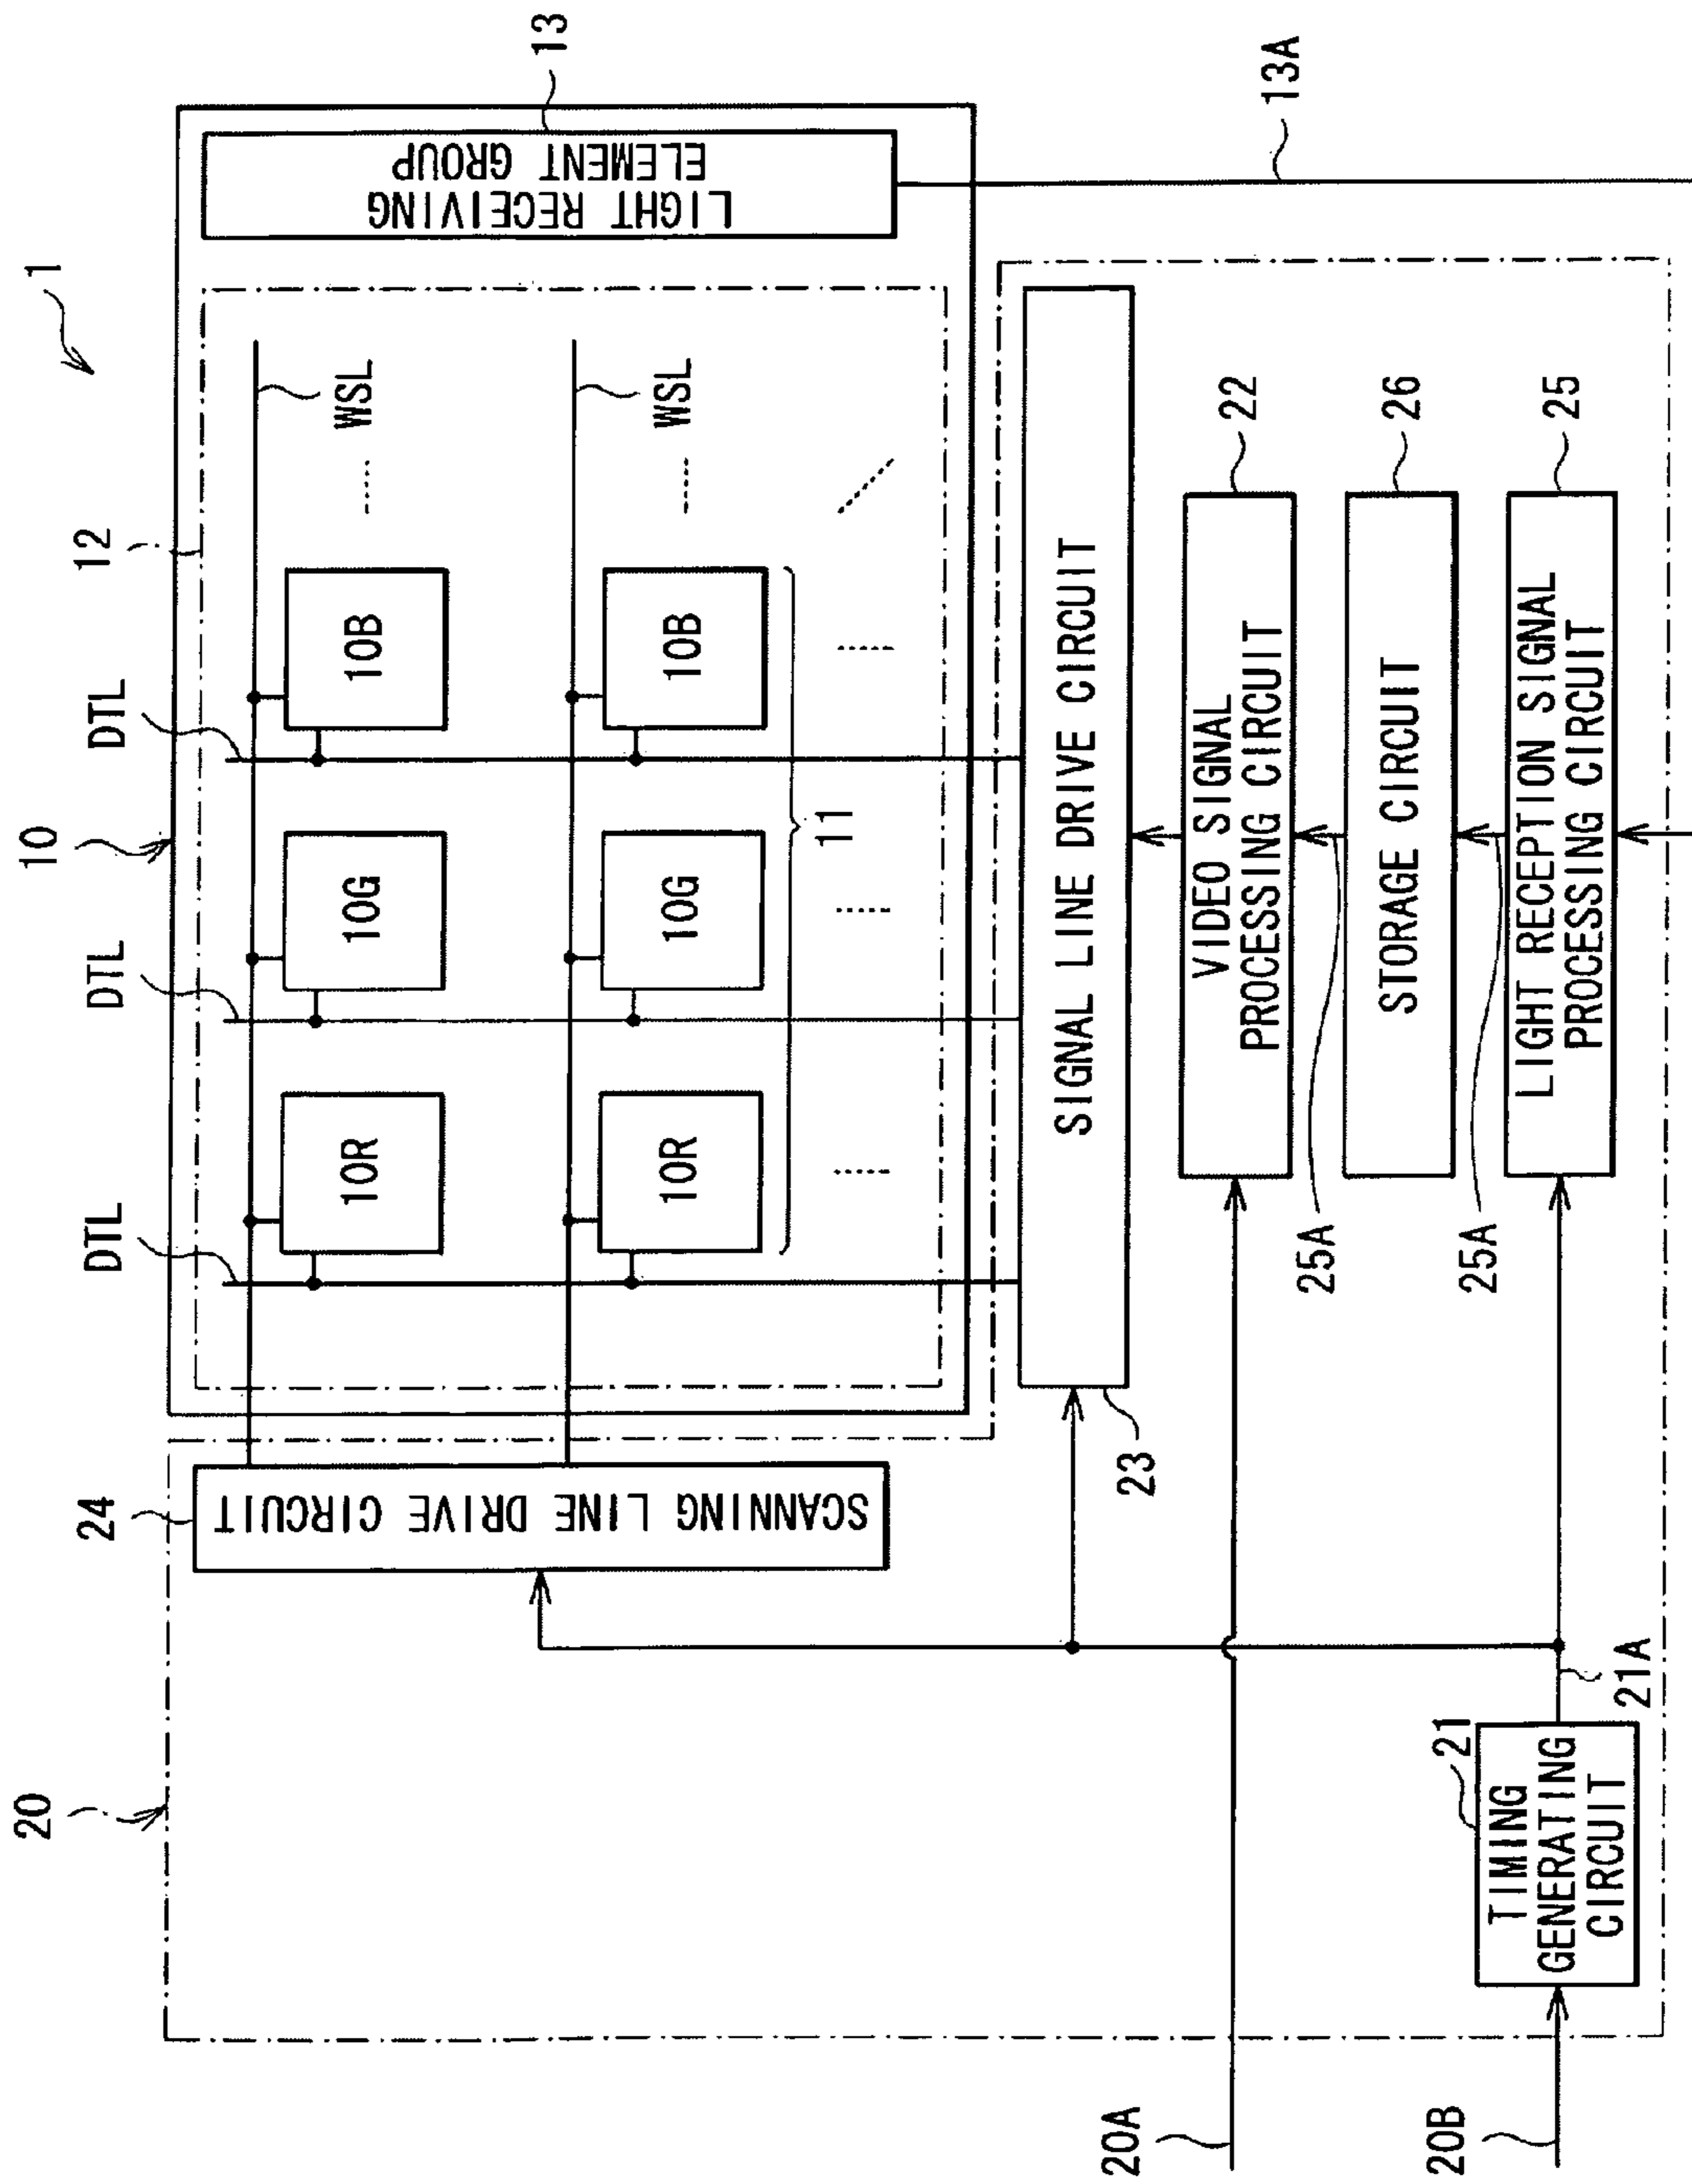 1
10
12
13
LIGHT RECEIVING
ELEMENT GROUP
DTL
DTL
DTL
WSL
10R
10G
10B
WSL
10R
10G
10B
11
13A
20
24
SCANNING LINE DRIVE CIRCUIT
SIGNAL LINE DRIVE CIRCUIT
23
20A
VIDEO SIGNAL
PROCESSING CIRCUIT
22
25A
STORAGE CIRCUIT
26
25A
20B
TIMING
GENERATING
CIRCUIT
21
21A
LIGHT RECEPTION SIGNAL
PROCESSING CIRCUIT
25